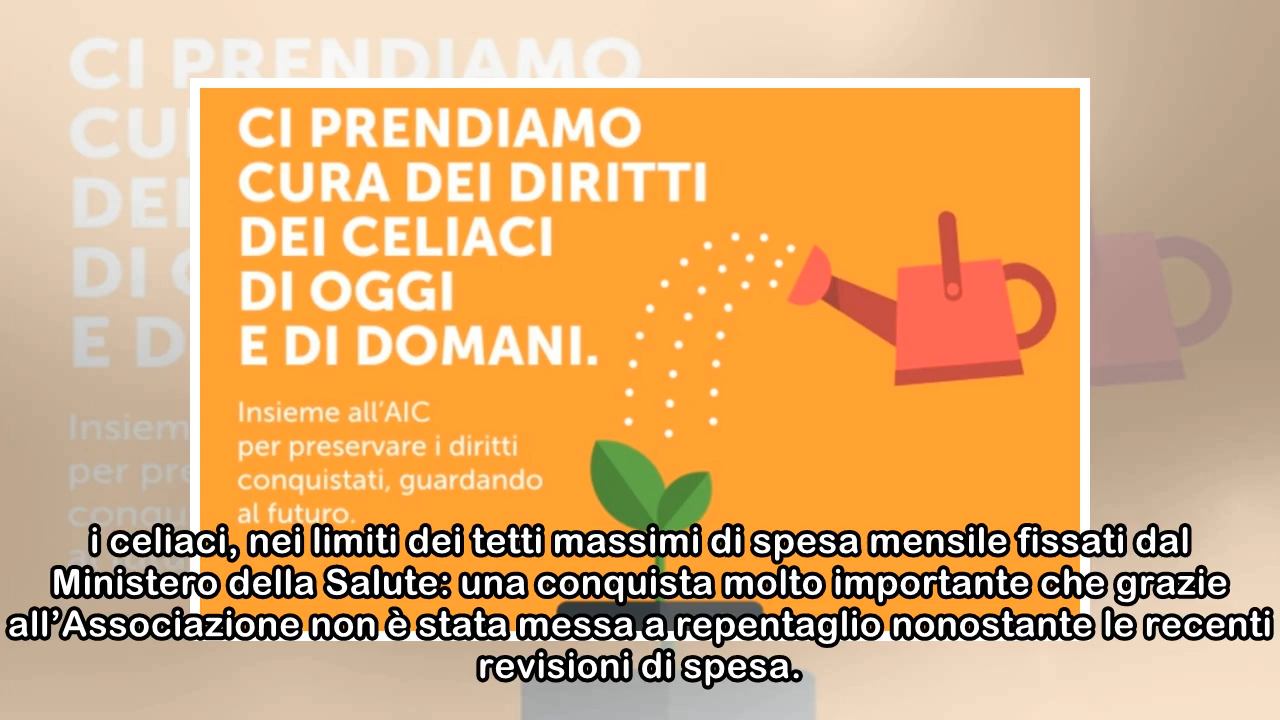 CI PRENDIAMO
CURA DEI DIRITTI
DEI CELIACI
DI OGGI
E DI DOMANI.
Insieme all'AIC
per preservare i diritti
conquistati, guardando
al futuro.
i celiaci, nei limiti dei tetti massimi di spesa mensile fissati dal
Ministero della Salute: una conquista molto importante che grazie
all'Associazione non è stata messa a repentaglio nonostante le recenti
revisioni di spesa.